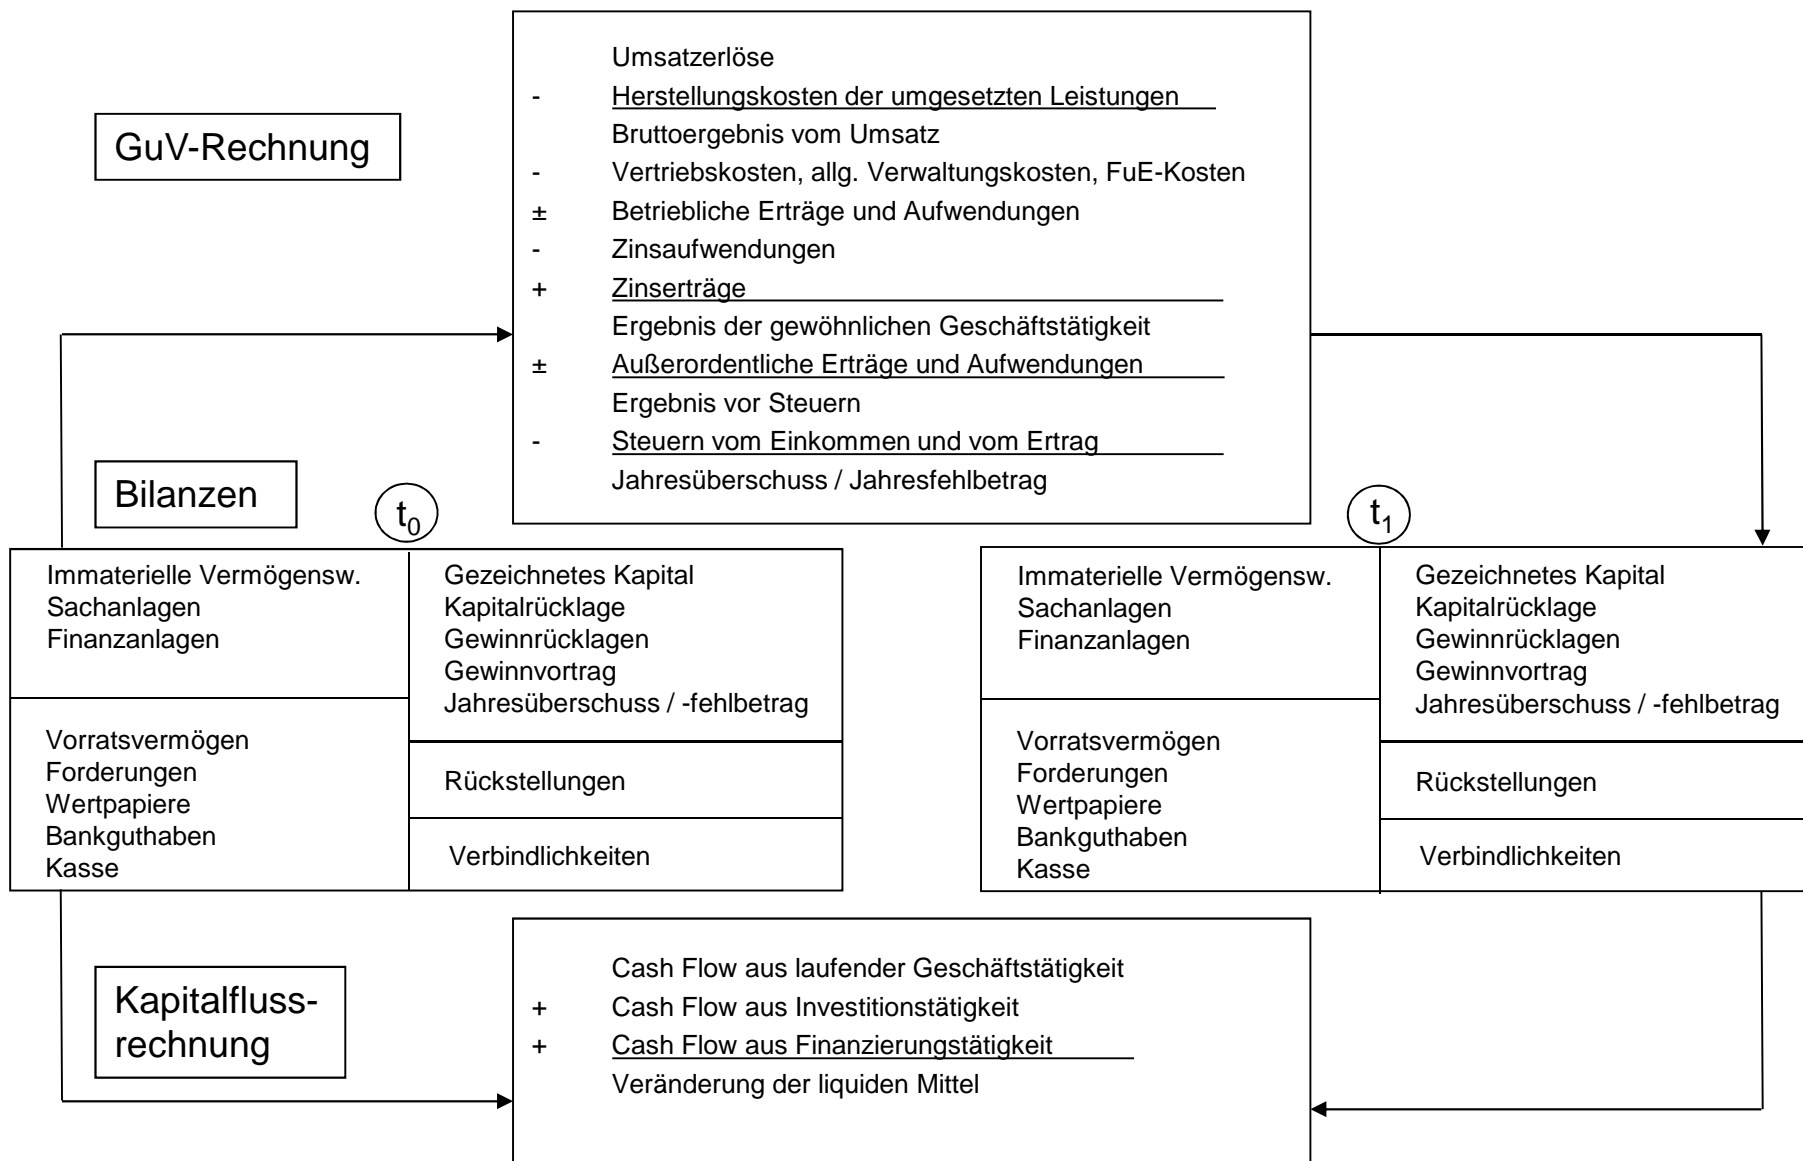 GuV-Rechnung
Umsatzerlöse
- Herstellungskosten der umgesetzten Leistungen
Bruttoergebnis vom Umsatz
- Vertriebskosten, allg. Verwaltungskosten, FuE-Kosten
± Betriebliche Erträge und Aufwendungen
- Zinsaufwendungen
+ Zinserträge
Ergebnis der gewöhnlichen Geschäftstätigkeit
± Außerordentliche Erträge und Aufwendungen
Ergebnis vor Steuern
- Steuern vom Einkommen und vom Ertrag
Jahresüberschuss / Jahresfehlbetrag
Bilanzen
t0
Immaterielle Vermögensw.
Sachanlagen
Finanzanlagen
Vorratsvermögen
Forderungen
Wertpapiere
Bankguthaben
Kasse
Gezeichnetes Kapital
Kapitalrücklage
Gewinnrücklagen
Gewinnvortrag
Jahresüberschuss / -fehlbetrag
Rückstellungen
Verbindlichkeiten
t1
Immaterielle Vermögensw.
Sachanlagen
Finanzanlagen
Vorratsvermögen
Forderungen
Wertpapiere
Bankguthaben
Kasse
Gezeichnetes Kapital
Kapitalrücklage
Gewinnrücklagen
Gewinnvortrag
Jahresüberschuss / -fehlbetrag
Rückstellungen
Verbindlichkeiten
Kapitalfluss-
rechnung
Cash Flow aus laufender Geschäftstätigkeit
+ Cash Flow aus Investitionstätigkeit
+ Cash Flow aus Finanzierungstätigkeit
Veränderung der liquiden Mittel